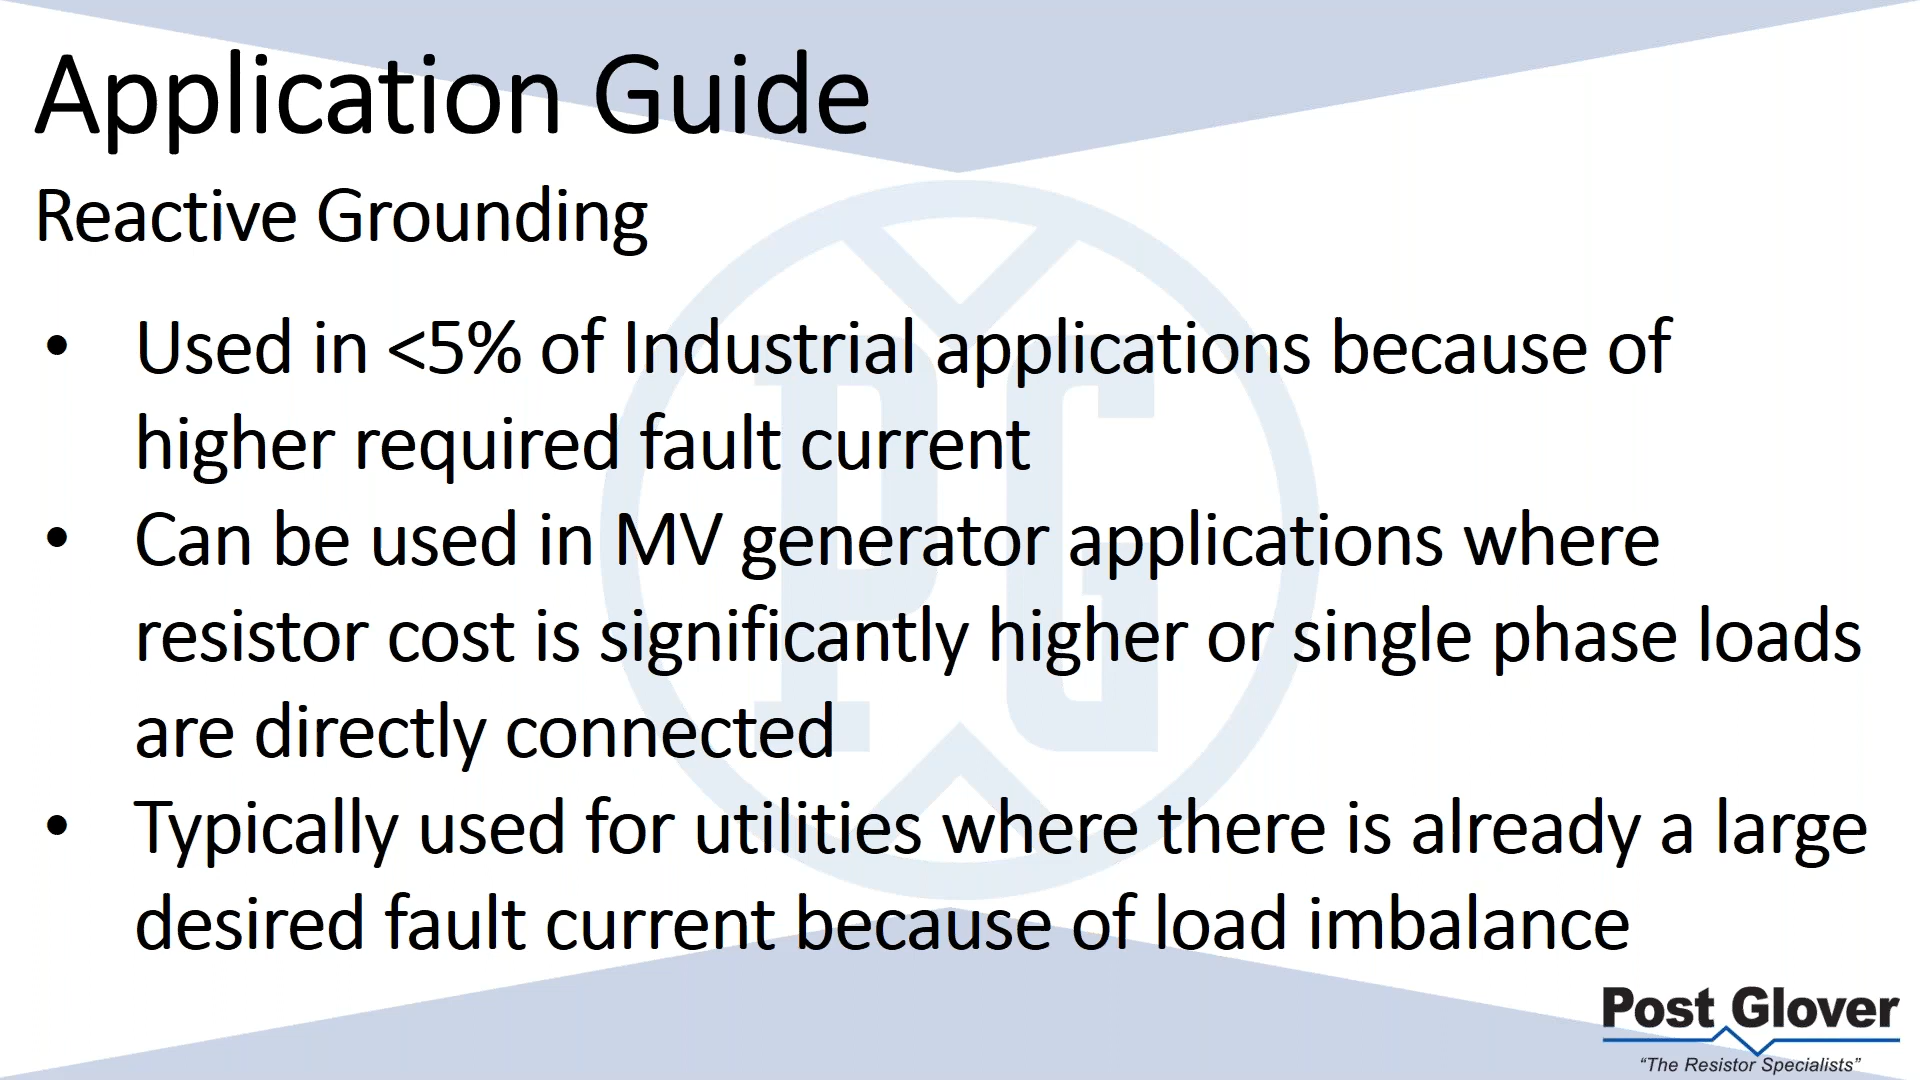 Application Guide
Reactive Grounding
• Used in <5% of Industrial applications because of
higher required fault current
• Can be used in MV generator applications where
resistor cost is significantly higher or single phase loads
are directly connected
• Typically used for utilities where there is already a large
desired fault current because of load imbalance
PG
Post Glover
“The Resistor Specialists”